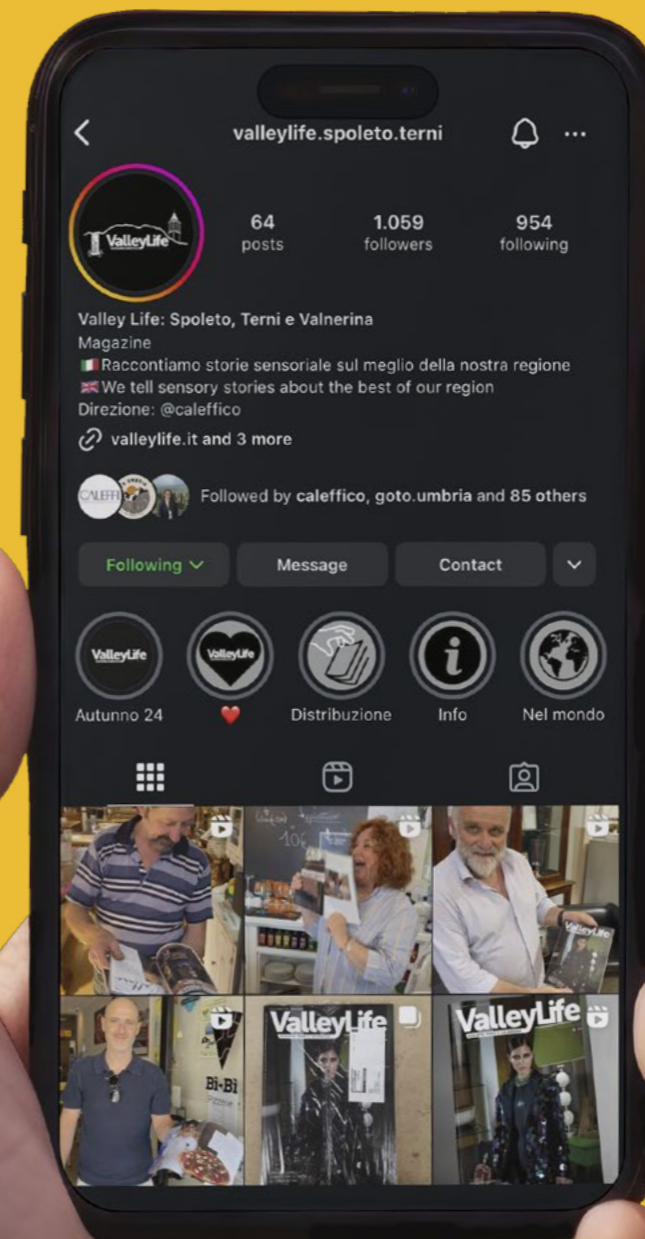 valleylife.spoleto.terni
ValleyLife
64 1.059 954
posts followers following
Valley Life: Spoleto, Terni e Valnerina
Magazine
🇮🇹Raccontiamo storie sensoriale sul meglio della nostra regione
🇬🇧We tell sensory stories about the best of our region
Direzione: @caleffico
valleylife.it and 3 more
Followed by caleffico, goto.umbria and 85 others
Following Message Contact
ValleyLife ValleyLife i
Autunno 24 ❤️ Distribuzione Info Nel mondo
10€
ValleyLife
Bi-Bi
ValleyLife ValleyLife